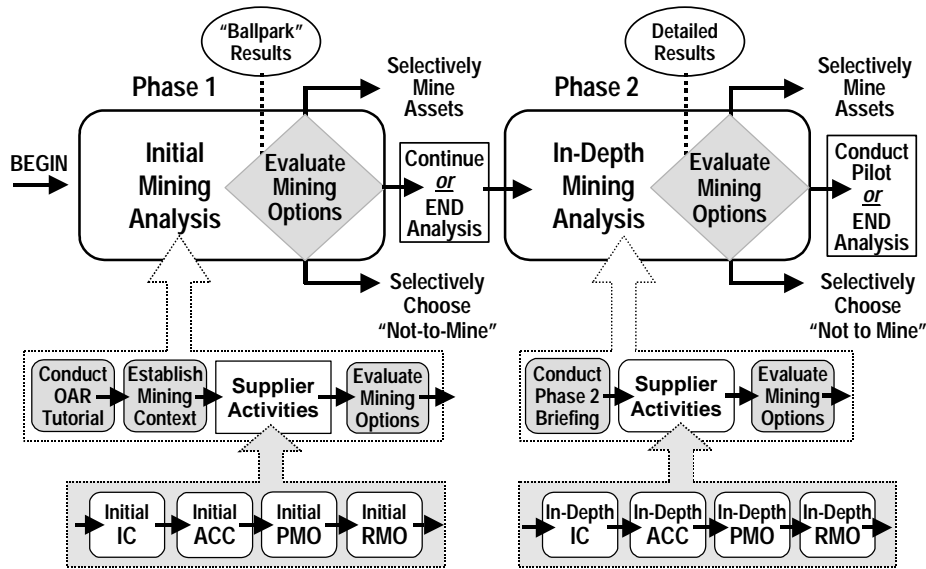 “Ballpark”
Results
Detailed
Results
Phase 1
Selectively
Mine
Assets
Phase 2
Selectively
Mine
Assets
BEGIN
Initial
Mining
Analysis
Evaluate
Mining
Options
Continue
or
END
Analysis
In-Depth
Mining
Analysis
Evaluate
Mining
Options
Conduct
Pilot
or
END
Analysis
Selectively
Choose
“Not-to-Mine”
Selectively
Choose
“Not to Mine”
Conduct
OAR
Tutorial
Establish
Mining
Context
Supplier
Activities
Evaluate
Mining
Options
Conduct
Phase 2
Briefing
Supplier
Activities
Evaluate
Mining
Options
Initial
IC
Initial
ACC
Initial
PMO
Initial
RMO
In-Depth
IC
In-Depth
ACC
In-Depth
PMO
In-Depth
RMO